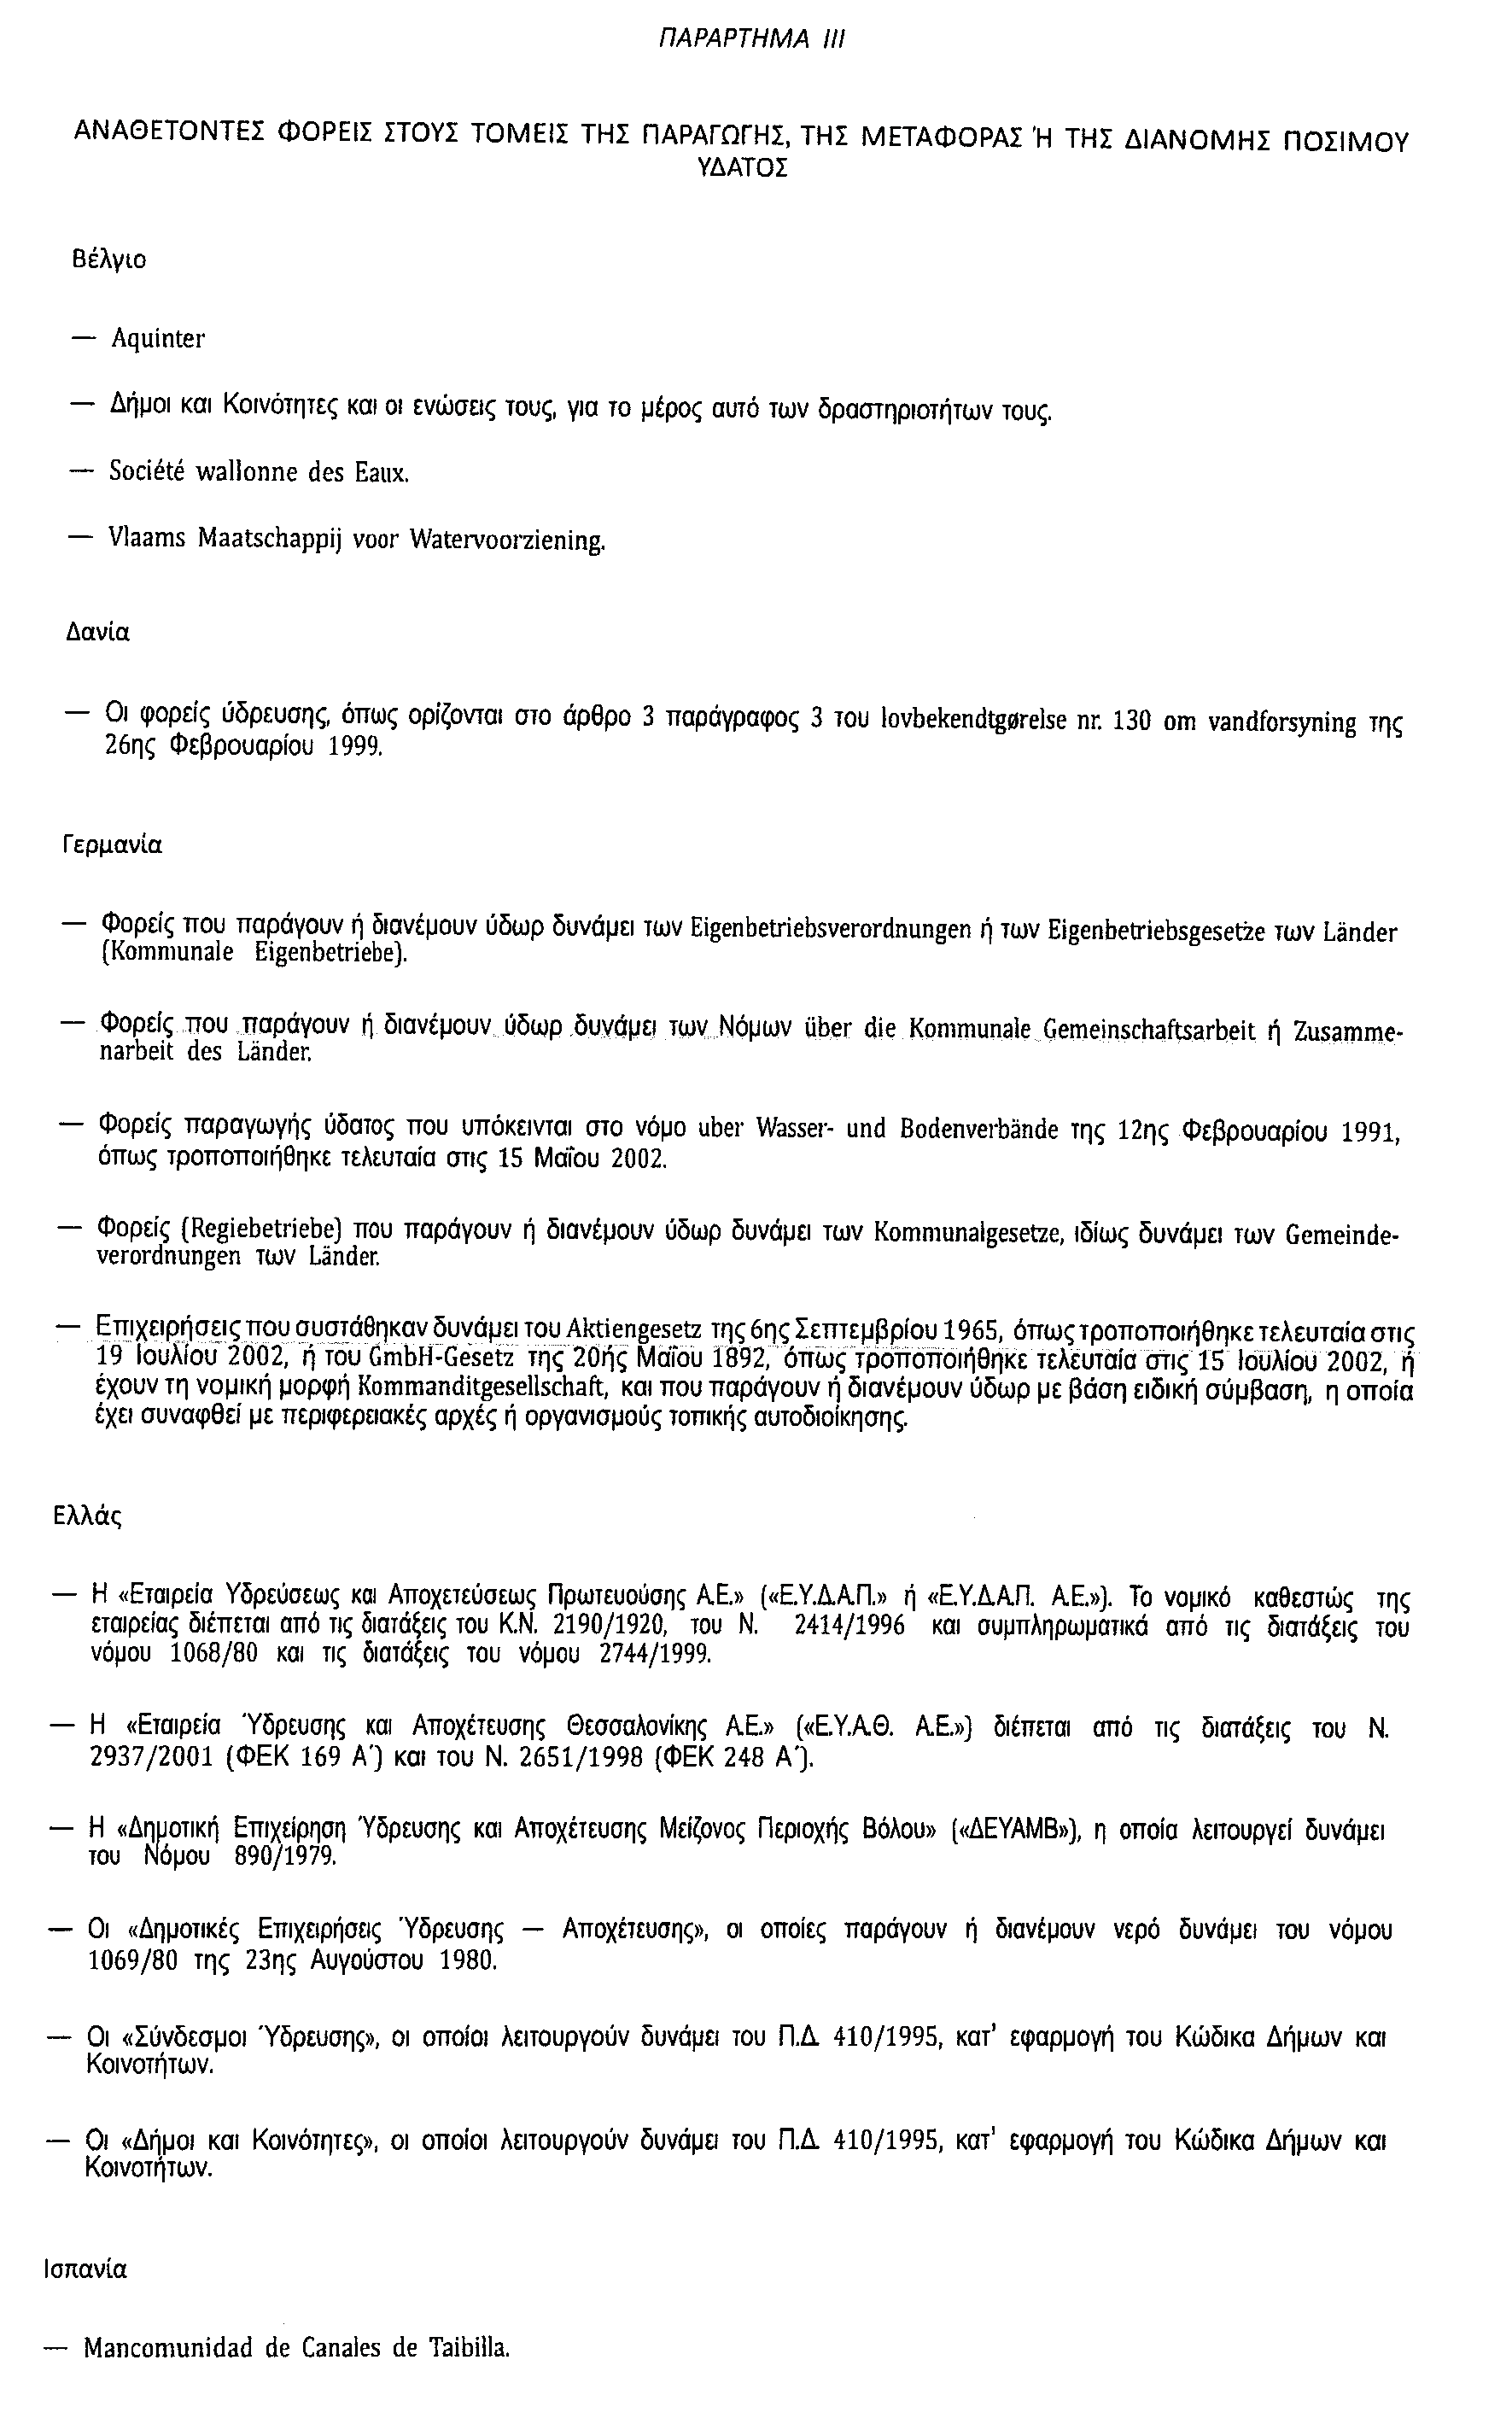 ΠΑΡΑΡΤΗΜΑ III
ΑΝΑΘΕΤΟΝΤΕΣ ΦΟΡΕΙΣ ΣΤΟΥΣ ΤΟΜΕΙΣ ΤΗΣ ΠΑΡΑΓΩΓΗΣ, ΤΗΣ ΜΕΤΑΦΟΡΑΣ Ή ΤΗΣ ΔΙΑΝΟΜΗΣ ΠΟΣΙΜΟΥ
ΥΔΑΤΟΣ
Βέλγιο
— Aquinter
— Δήμοι και Κοινότητες και οι ενώσεις τους, για το μέρος αυτό των δραστηριοτήτων τους.
— Société wallonne des Eaux.
— Vlaams Maatschappij voor Watervoorziening.
Δανία
— Οι φορείς ύδρευσης, όπως ορίζονται στο άρθρο 3 παράγραφος 3 του lovbekendtgørelse nr. 130 om vandforsyning της
26ης Φεβρουαρίου 1999.
Γερμανία
— Φορείς που παράγουν ή διανέμουν ύδωρ δυνάμει των Eigenbetriebsverordnungen ή των Eigenbetriebsgesetze των Länder
(Kommunale Eigenbetriebe).
— Φορείς που παράγουν ή διανέμουν ύδωρ δυνάμει των Νόμων über die Kommunale Gemeinschaftsarbeit ή Zusamme-
narbeit des Länder.
— Φορείς παραγωγής ύδατος που υπόκεινται στο νόμο uber Wasser- und Bodenverbände της 12ης Φεβρουαρίου 1991,
όπως τροποποιήθηκε τελευταία στις 15 Μαΐου 2002.
— Φορείς (Regiebetriebe) που παράγουν ή διανέμουν ύδωρ δυνάμει των Kommunalgesetze, ιδίως δυνάμει των Gemeinde-
verordnungen των Länder.
— Επιχειρήσεις που συστάθηκαν δυνάμει του Aktiengesetz της 6ης Σεπτεμβρίου 1965, όπως τροποποιήθηκε τελευταία στις
19 Ιουλίου 2002, ή του GmbH-Gesetz της 20ής Μαΐου 1892, όπως τροποποιήθηκε τελευταία στις 15 Ιουλίου 2002, ή
έχουν τη νομική μορφή Kommanditgesellschaft, και που παράγουν ή διανέμουν ύδωρ με βάση ειδική σύμβαση, η οποία
έχει συναφθεί με περιφερειακές αρχές ή οργανισμούς τοπικής αυτοδιοίκησης.
Ελλάς
— Η «Εταιρεία Υδρεύσεως και Αποχετεύσεως Πρωτευούσης Α.Ε.» («Ε.Υ.Δ.Α.Π.» ή «Ε.Υ.Δ.Α.Π. Α.Ε.»). Το νομικό καθεστώς της
εταιρείας διέπεται από τις διατάξεις του Κ.Ν. 2190/1920, του Ν. 2414/1996 και συμπληρωματικά από τις διατάξεις του
νόμου 1068/80 και τις διατάξεις του νόμου 2744/1999.
— Η «Εταιρεία Ύδρευσης και Αποχέτευσης Θεσσαλονίκης Α.Ε.» («Ε.Υ.Α.Θ. Α.Ε.») διέπεται από τις διατάξεις του Ν.
2937/2001 (ΦΕΚ 169 Α') και του Ν. 2651/1998 (ΦΕΚ 248 Α').
— Η «Δημοτική Επιχείρηση Ύδρευσης και Αποχέτευσης Μείζονος Περιοχής Βόλου» («ΔΕΥΑΜΒ»), η οποία λειτουργεί δυνάμει
του Νόμου 890/1979.
— Οι «Δημοτικές Επιχειρήσεις Ύδρευσης — Αποχέτευσης», οι οποίες παράγουν ή διανέμουν νερό δυνάμει του νόμου
1069/80 της 23ης Αυγούστου 1980.
— Οι «Σύνδεσμοι Ύδρευσης», οι οποίοι λειτουργούν δυνάμει του Π.Δ. 410/1995, κατ' εφαρμογή του Κώδικα Δήμων και
Κοινοτήτων.
— Οι «Δήμοι και Κοινότητες», οι οποίοι λειτουργούν δυνάμει του Π.Δ. 410/1995, κατ' εφαρμογή του Κώδικα Δήμων και
Κοινοτήτων.
Ισπανία
— Mancomunidad de Canales de Taibilla.